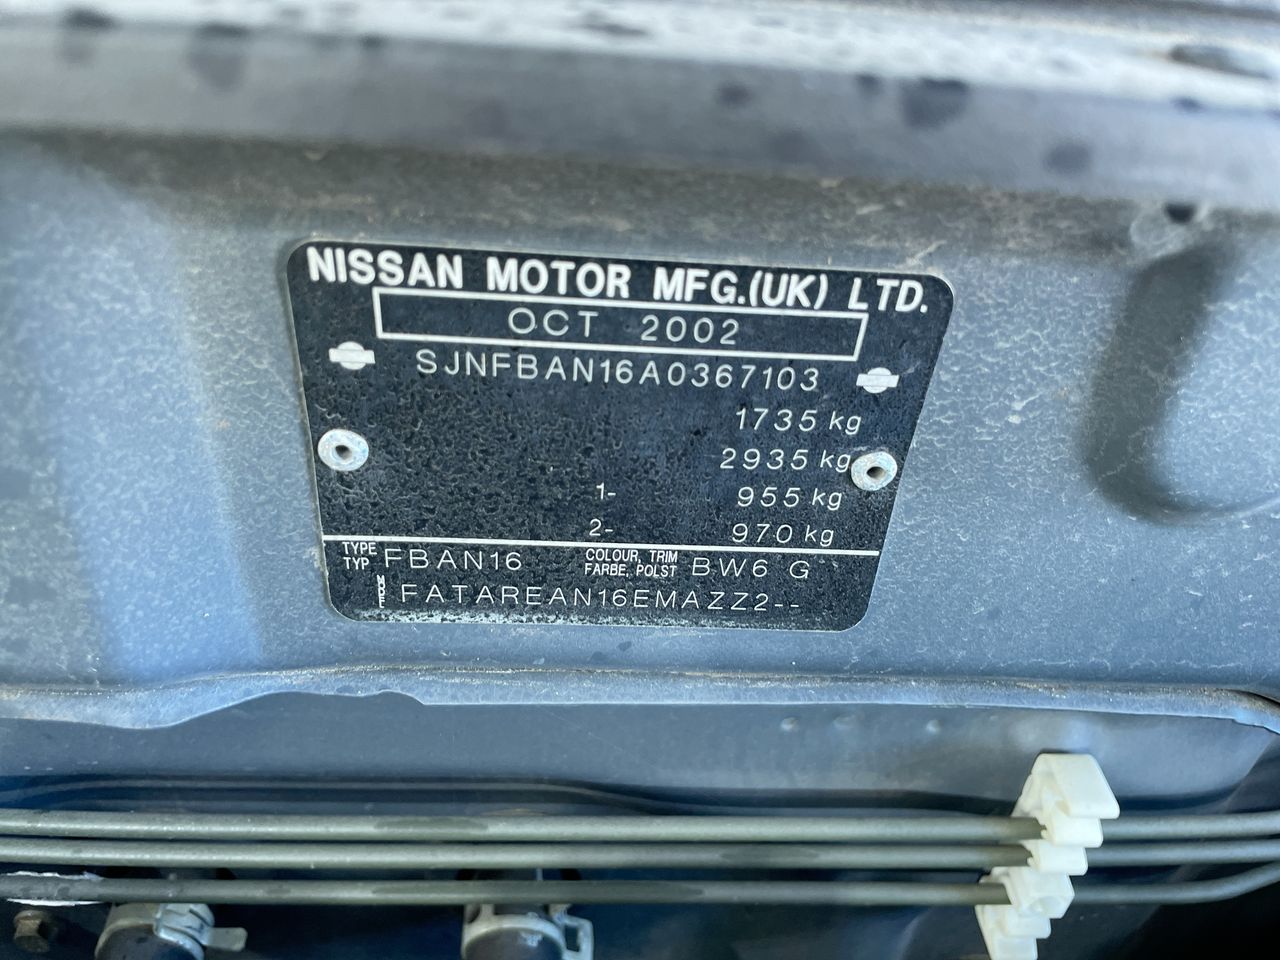 NISSAN MOTOR MFG.(UK) LTD.
OCT 2002
SJNFBAN16A0367103
1735 kg
2935 kg
1- 955 kg
2- 970 kg
TYPE TYP FBAN16 COLOUR, TRIM FARBE, POLST BW6 G
MODEL FATAREAN16EMAZZ2--